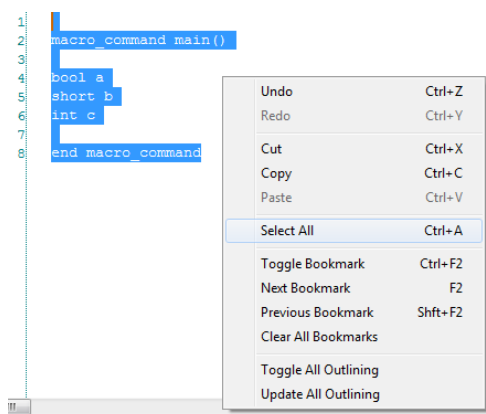 1
2 macro_command main()
3
4 bool a
5 short b
6 int c
7
8 end macro_command
Undo Ctrl+Z
Redo Ctrl+Y
Cut Ctrl+X
Copy Ctrl+C
Paste Ctrl+V
Select All Ctrl+A
Toggle Bookmark Ctrl+F2
Next Bookmark F2
Previous Bookmark Shft+F2
Clear All Bookmarks
Toggle All Outlining
Update All Outlining